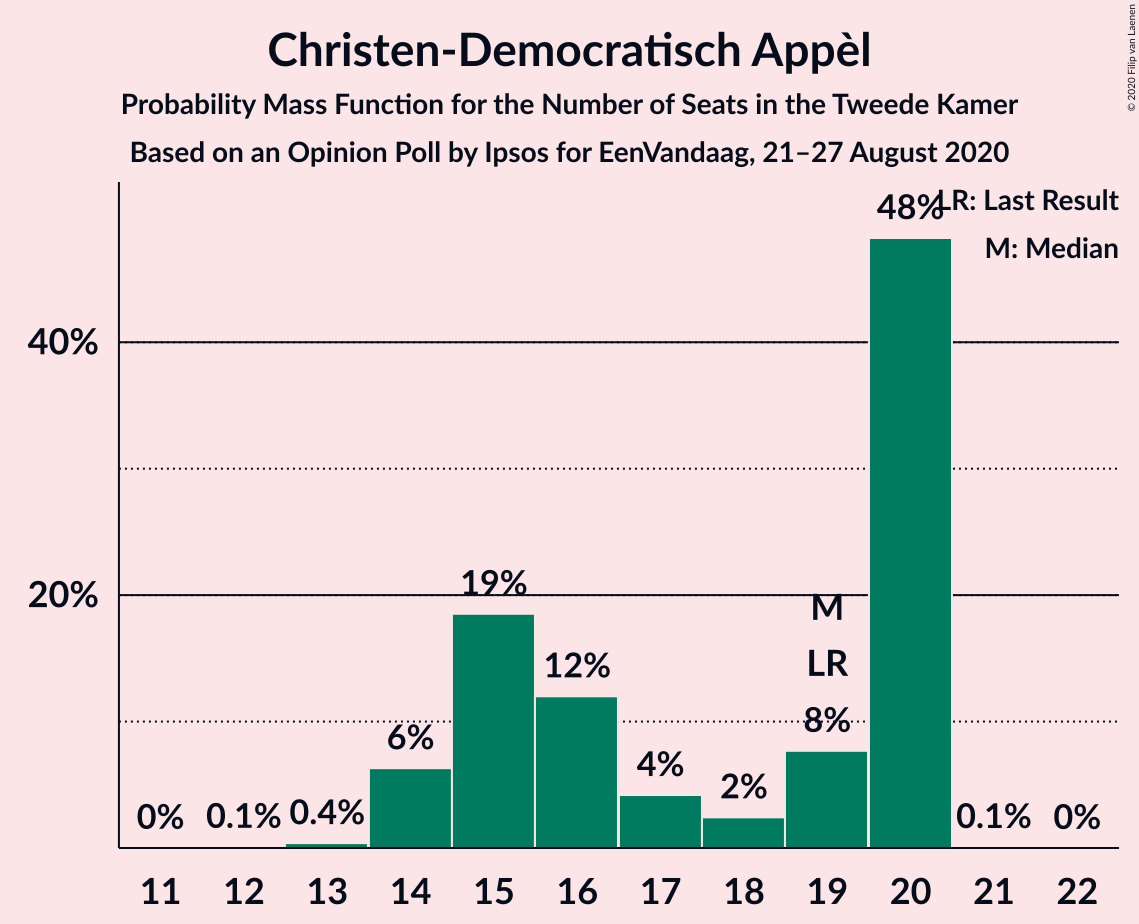 Christen-Democratisch Appèl
Probability Mass Function for the Number of Seats in the Tweede Kamer
Based on an Opinion Poll by Ipsos for EenVandaag, 21–27 August 2020
© 2020 Filip van Laenen
LR: Last Result
M: Median
40%
20%
0%
0.1%
0.4%
6%
19%
12%
4%
2%
M
LR
8%
48%
0.1%
0%
11 12 13 14 15 16 17 18 19 20 21 22